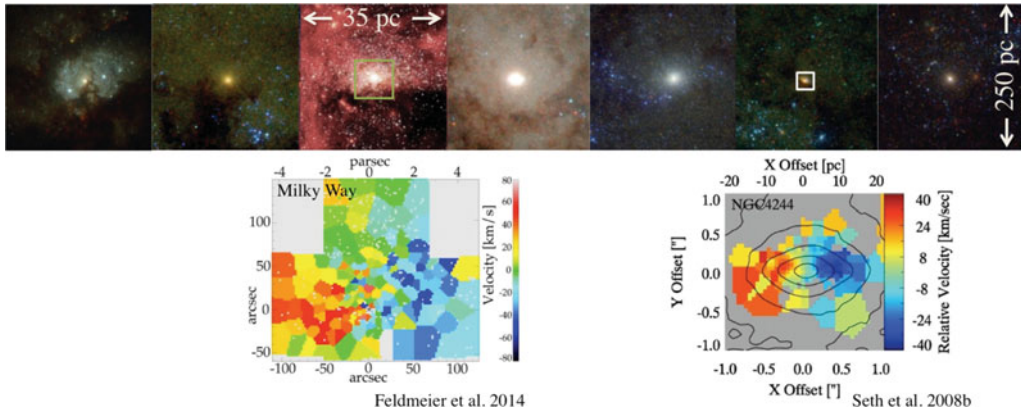 35 pc
250 pc
parsec
-4 -2 0 2 4
Milky Way
100
50
0
-50
arcsec
-100 -50 0 50 100
arcsec
80
60
40
20
0
-20
-40
-60
-80
Velocity [km/s]
Feldmeier et al. 2014
X Offset [pc]
-20 -10 0 10 20
NGC4244
1.0
0.5
0.0
-0.5
-1.0
Y Offset ["]
-1.0 -0.5 0.0 0.5 1.0
X Offset ["]
40
24
8
-8
-24
-40
Relative Velocity [km/sec]
Seth et al. 2008b